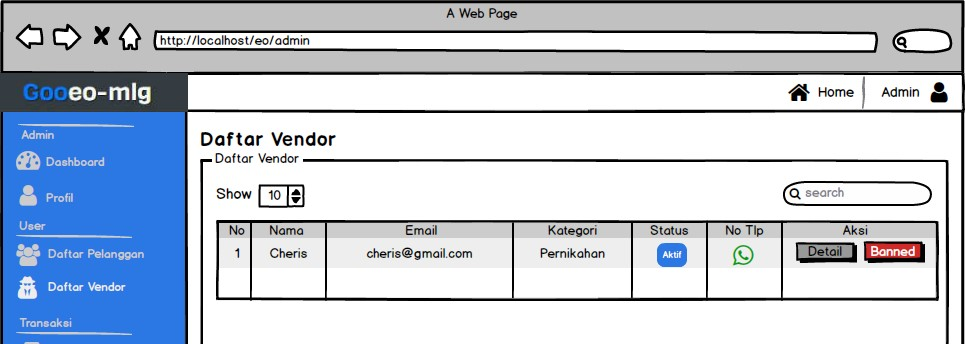 A Web Page
http://localhost/eo/admin
Gooeo-mlg
Home Admin
Admin
Dashboard
Profil
User
Daftar Pelanggan
Daftar Vendor
Transaksi
Daftar Vendor
Daftar Vendor
Show 10
search
No Nama Email Kategori Status No Tlp Aksi
1 Cheris cheris@gmail.com Pernikahan Aktif Detail Banned